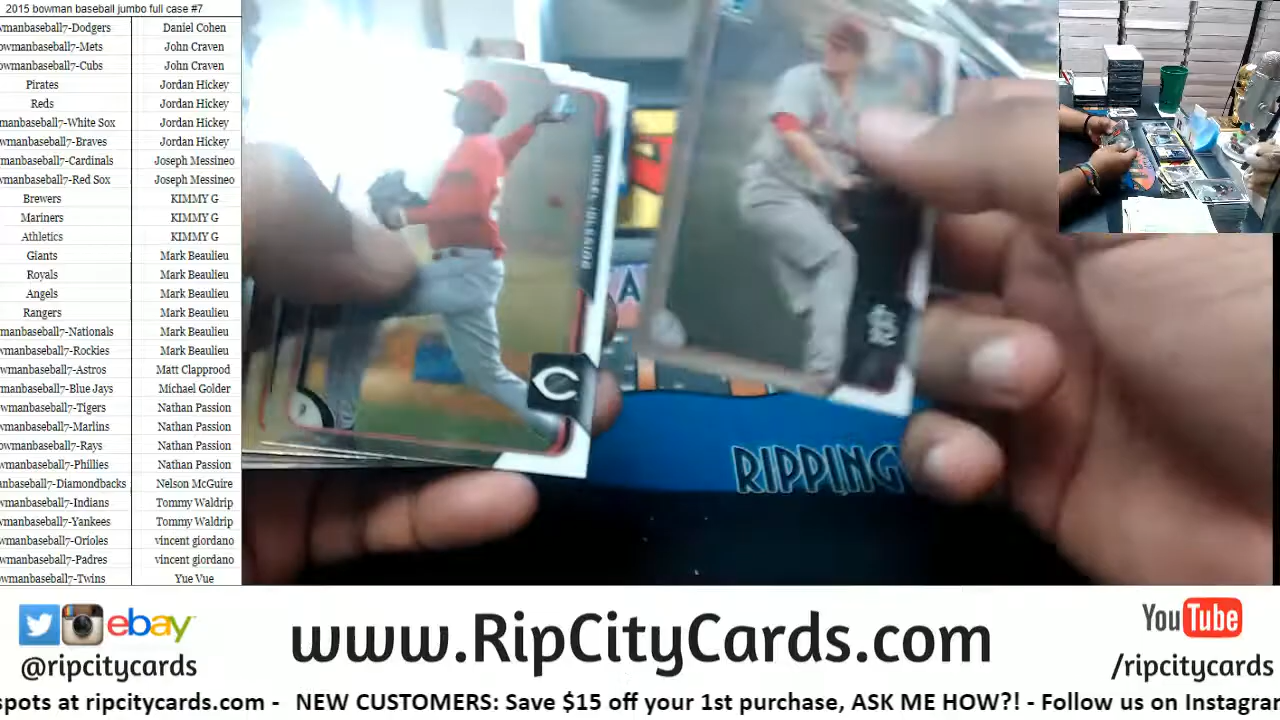 2015 bowman baseball jumbo full case #7
wmanbaseball7-Dodgers Daniel Cohen
owmanbaseball7-Mets John Craven
owmanbaseball7-Cubs John Craven
Pirates Jordan Hickey
Reds Jordan Hickey
manbaseball7-White Sox Jordan Hickey
wmanbaseball7-Braves Jordan Hickey
manbaseball7-Cardinals Joseph Messineo
manbaseball7-Red Sox Joseph Messineo
Brewers KIMMY G
Mariners KIMMY G
Athletics KIMMY G
Giants Mark Beaulieu
Royals Mark Beaulieu
Angels Mark Beaulieu
Rangers Mark Beaulieu
manbaseball7-Nationals Mark Beaulieu
wmanbaseball7-Rockies Mark Beaulieu
wmanbaseball7-Astros Matt Clapprood
manbaseball7-Blue Jays Michael Golder
wmanbaseball7-Tigers Nathan Passion
wmanbaseball7-Marlins Nathan Passion
owmanbaseball7-Rays Nathan Passion
wmanbaseball7-Phillies Nathan Passion
anbaseball7-Diamondbacks Nelson McGuire
wmanbaseball7-Indians Tommy Waldrip
wmanbaseball7-Yankees Tommy Waldrip
wmanbaseball7-Orioles vincent giordano
wmanbaseball7-Padres vincent giordano
wmanbaseball7-Twins Yue Vue
C
STL
P
A
RIPPING
ebay
@ripcitycards
www.RipCityCards.com
YouTube
/ripcitycards
spots at ripcitycards.com - NEW CUSTOMERS: Save $15 off your 1st purchase, ASK ME HOW?! - Follow us on Instagran